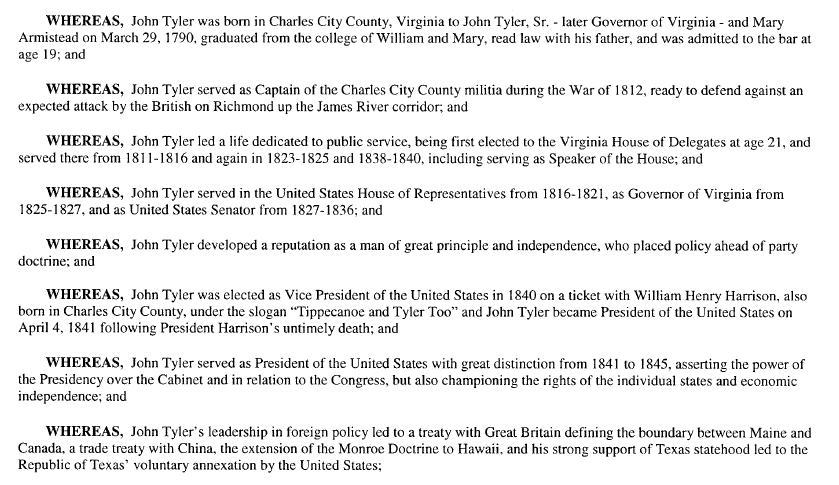 WHEREAS, John Tyler was born in Charles City County, Virginia to John Tyler, Sr. - later Governor of Virginia - and Mary
Armistead on March 29, 1790, graduated from the college of William and Mary, read law with his father, and was admitted to the bar at
age 19; and
WHEREAS, John Tyler served as Captain of the Charles City County militia during the War of 1812, ready to defend against an
expected attack by the British on Richmond up the James River corridor; and
WHEREAS, John Tyler led a life dedicated to public service, being first elected to the Virginia House of Delegates at age 21, and
served there from 1811-1816 and again in 1823-1825 and 1838-1840, including serving as Speaker of the House; and
WHEREAS, John Tyler served in the United States House of Representatives from 1816-1821, as Governor of Virginia from
1825-1827, and as United States Senator from 1827-1836; and
WHEREAS, John Tyler developed a reputation as a man of great principle and independence, who placed policy ahead of party
doctrine; and
WHEREAS, John Tyler was elected as Vice President of the United States in 1840 on a ticket with William Henry Harrison, also
born in Charles City County, under the slogan “Tippecanoe and Tyler Too” and John Tyler became President of the United States on
April 4, 1841 following President Harrison’s untimely death; and
WHEREAS, John Tyler served as President of the United States with great distinction from 1841 to 1845, asserting the power of
the Presidency over the Cabinet and in relation to the Congress, but also championing the rights of the individual states and economic
independence; and
WHEREAS, John Tyler’s leadership in foreign policy led to a treaty with Great Britain defining the boundary between Maine and
Canada, a trade treaty with China, the extension of the Monroe Doctrine to Hawaii, and his strong support of Texas statehood led to the
Republic of Texas’ voluntary annexation by the United States;